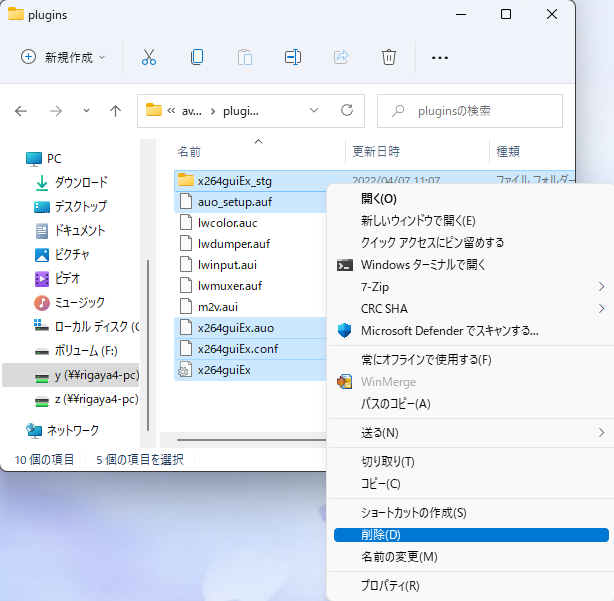 plugins
新規作成
av... plugi...
pluginsの検索
名前 更新日時 種類
PC
ダウンロード
デスクトップ
ドキュメント
ピクチャ
ビデオ
ミュージック
ローカル ディスク (C
ボリューム (F:)
y (¥¥rigaya4-pc)
z (¥¥rigaya4-pc)
ネットワーク
x264guiEx_stg 2022/04/07 11:07 ファイル フォルダー
auo_setup.auf
lwcolor.auc
lwdumper.auf
lwinput.aui
lwmuxer.auf
m2v.aui
x264guiEx.auo
x264guiEx.conf
x264guiEx
10 個の項目 5 個の項目を選択
開く(O)
新しいウィンドウで開く(E)
クイック アクセスにピン留めする
Windows ターミナルで開く
7-Zip
CRC SHA
Microsoft Defender でスキャンする...
常にオフラインで使用する(F)
WinMerge
パスのコピー(A)
送る(N)
切り取り(T)
コピー(C)
ショートカットの作成(S)
削除(D)
名前の変更(M)
プロパティ(R)